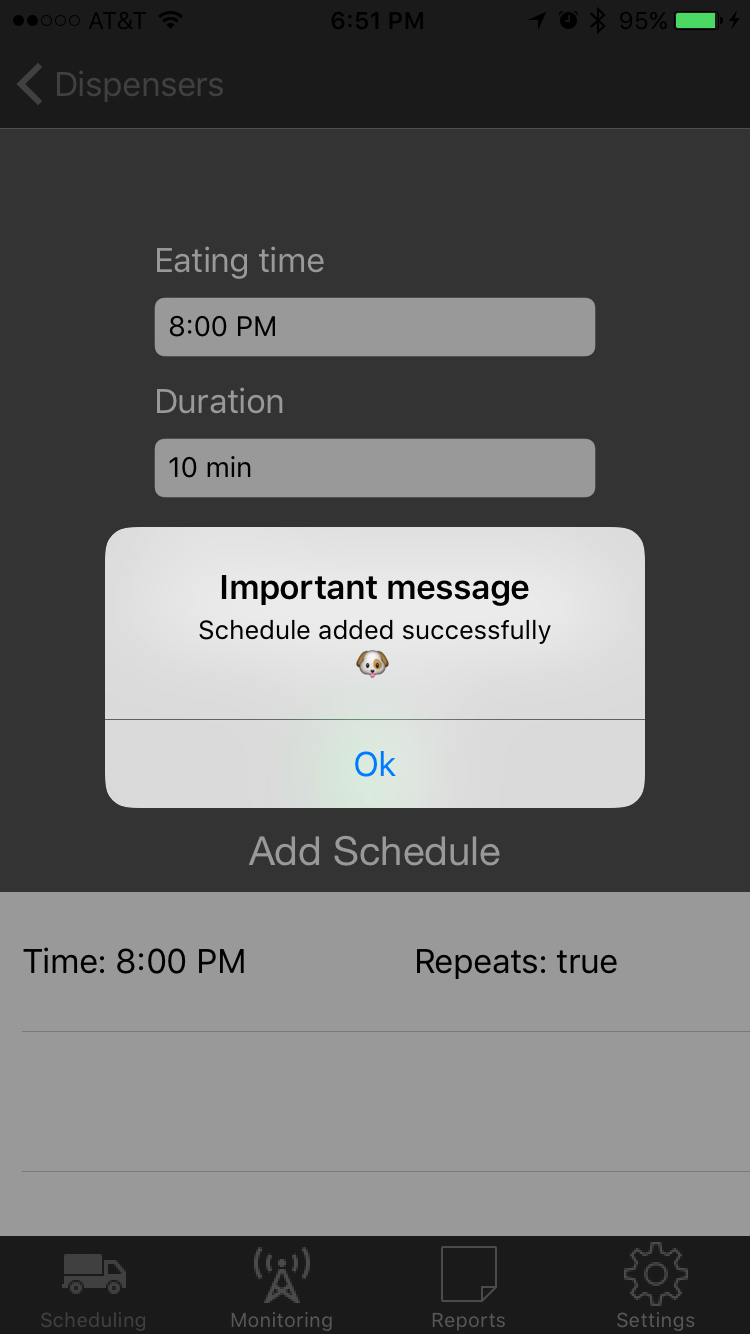 AT&T 6:51 PM 95%
Dispensers
Eating time
8:00 PM
Duration
10 min
Important message
Schedule added successfully
🐶
Ok
Add Schedule
Time: 8:00 PM Repeats: true
Scheduling Monitoring Reports Settings